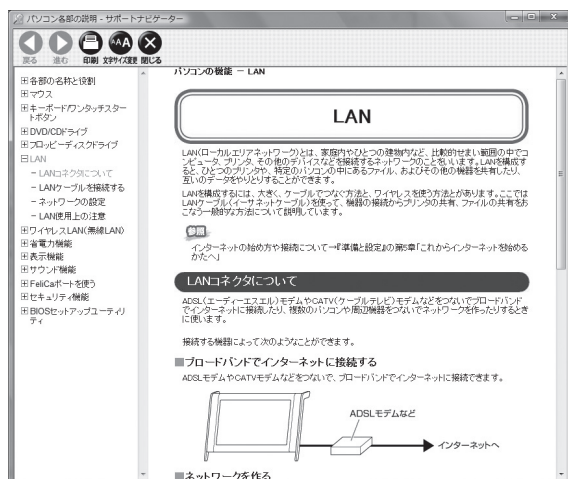 パソコン各部の説明 - サポートナビゲーター
戻る 進む 印刷 文字サイズ変更 閉じる
各部の名称と役割
マウス
キーボード/ワンタッチスター
トボタン
DVD/CDドライブ
フロッピーディスクドライブ
LAN
- LANコネクタについて
- LANケーブルを接続する
- ネットワークの設定
- LAN使用上の注意
ワイヤレスLAN(無線LAN)
省電力機能
表示機能
サウンド機能
FeliCaポートを使う
セキュリティ機能
BIOSセットアップユーティリ
ティ
パソコンの機能 - LAN
LAN
LAN(ローカルエリアネットワーク)とは、家庭内やひとつの建物内など、比較的せまい範囲の中でコ
ンピュータ、プリンタ、その他のデバイスなどを接続するネットワークのことをいいます。LANを構成す
ると、ひとつのプリンタや、特定のパソコンの中にあるファイル、およびその他の機器を共有したり、
互いのデータをやりとりすることができます。
LANを構成するには、大きく、ケーブルでつなぐ方法と、ワイヤレスを使う方法とがあります。ここでは
LANケーブル(イーサネットケーブル)を使って、機器の接続からプリンタの共有、ファイルの共有をお
こなう一般的な方法について説明しています。
参照
インターネットの始め方や接続について→『準備と設定』の第5章「これからインターネットを始める
かたへ」
LANコネクタについて
ADSL(エーディーエスエル)モデムやCATV(ケーブルテレビ)モデムなどをつないでブロードバンド
でインターネットに接続したり、複数のパソコンや周辺機器をつないでネットワークを作ったりするとき
に使います。
接続する機器によって次のようなことができます。
■ブロードバンドでインターネットに接続する
ADSLモデムやCATVモデムなどをつないで、ブロードバンドでインターネットに接続できます。
ADSLモデムなど
インターネットへ
■ネットワークを作る